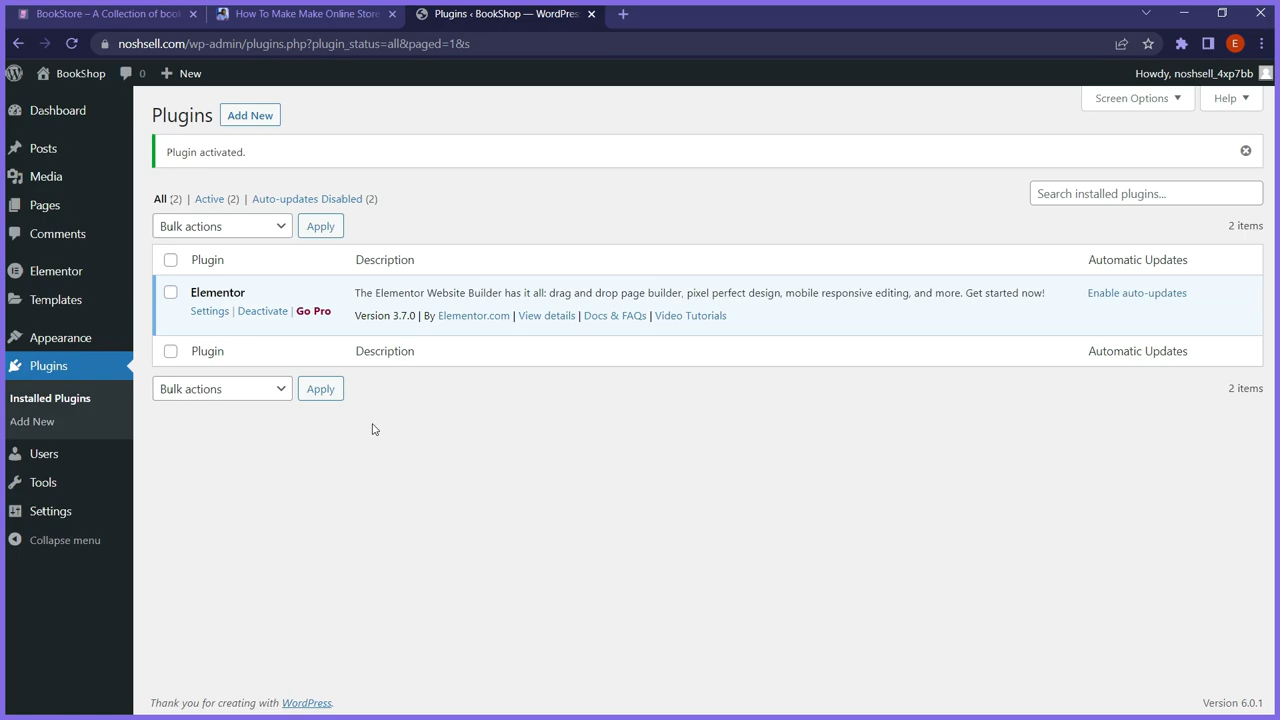 BookStore – A Collection of book
How To Make Make Online Store
Plugins ‹ BookShop — WordPres
noshsell.com/wp-admin/plugins.php?plugin_status=all&paged=1&s
E
BookShop
0
New
Howdy, noshsell_4xp7bb
Dashboard
Posts
Media
Pages
Comments
Elementor
Templates
Appearance
Plugins
Installed Plugins
Add New
Users
Tools
Settings
Collapse menu
Plugins
Add New
Screen Options
Help
Plugin activated.
All (2) | Active (2) | Auto-updates Disabled (2)
Search installed plugins...
Bulk actions
Apply
2 items
Plugin
Description
Automatic Updates
Elementor
Settings | Deactivate | Go Pro
The Elementor Website Builder has it all: drag and drop page builder, pixel perfect design, mobile responsive editing, and more. Get started now!
Version 3.7.0 | By Elementor.com | View details | Docs & FAQs | Video Tutorials
Enable auto-updates
Plugin
Description
Automatic Updates
Bulk actions
Apply
2 items
Thank you for creating with WordPress.
Version 6.0.1